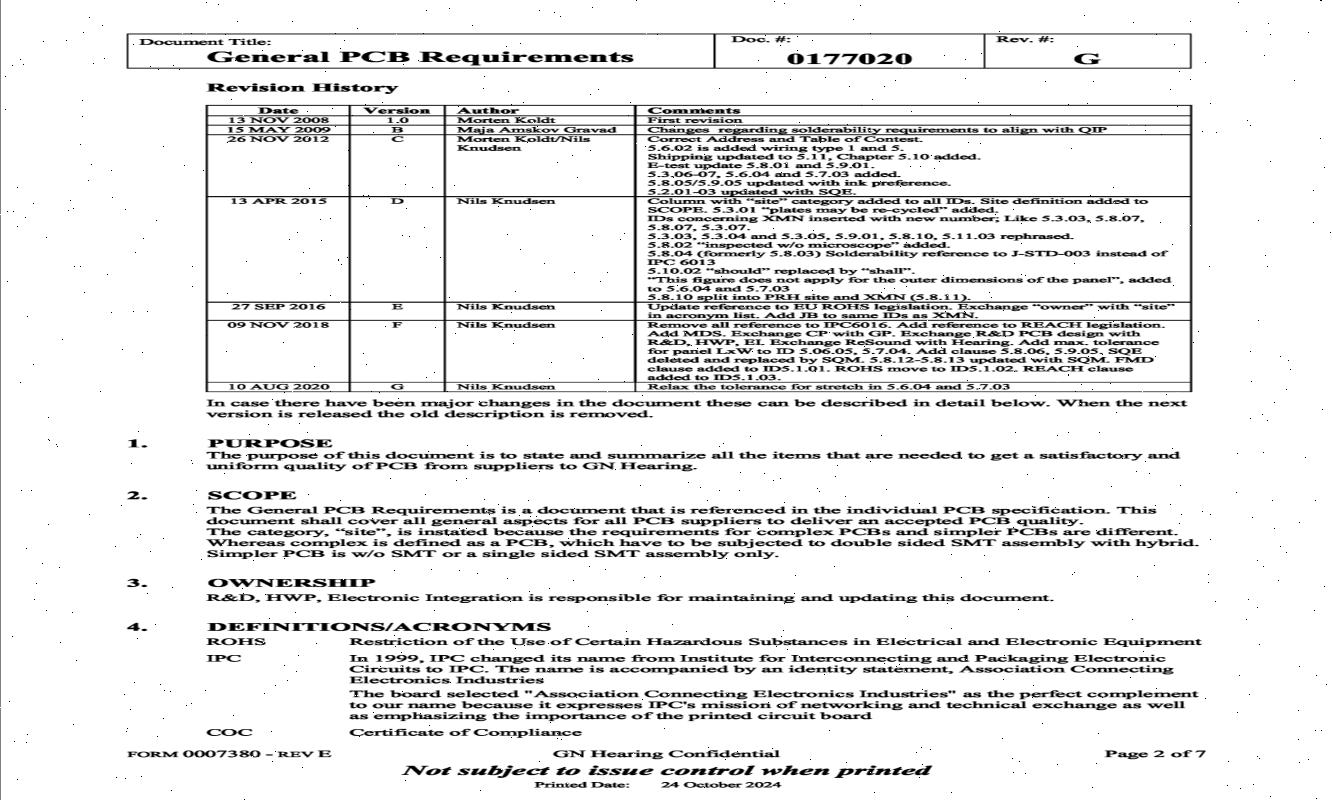 Document Title:
General PCB Requirements
Doc. #:
0177020
Rev. #:
G
Revision History
Date Version Author Comments
13 NOV 2008 1.0 Morten Koldt First revision
15 MAY 2009 B Maja Amskov Gravad Changes regarding solderability requirements to align with QIP
26 NOV 2012 C Morten Koldt/Nils Knudsen Correct Address and Table of Contest.
5.6.02 is added wiring type 1 and 5.
Shipping updated to 5.11, Chapter 5.10 added.
E-test update 5.8.01 and 5.9.01.
5.3.06-07, 5.6.04 and 5.7.03 added.
5.8.05/5.9.05 updated with ink preference.
5.2.01-03 updated with SQE.
13 APR 2015 D Nils Knudsen Column with “site” category added to all IDs. Site definition added to
SCOPE. 5.3.01 “plates may be re-cycled” added.
IDs concerning XMN inserted with new number; Like 5.3.03, 5.8.07,
5.8.07, 5.3.07.
5.3.03, 5.3.04 and 5.3.05, 5.9.01, 5.8.10, 5.11.03 rephrased.
5.8.02 “inspected w/o microscope” added.
5.8.04 (formerly 5.8.03) Solderability reference to J-STD-003 instead of
IPC 6013
5.10.02 “should” replaced by “shall”.
“This figure does not apply for the outer dimensions of the panel”, added
to 5.6.04 and 5.7.03
5.8.10 split into PRH site and XMN (5.8.11).
27 SEP 2016 E Nils Knudsen Update reference to EU ROHS legislation. Exchange “owner” with “site”
in acronym list. Add JB to same IDs as XMN.
09 NOV 2018 F Nils Knudsen Remove all reference to IPC6016. Add reference to REACH legislation.
Add MDS. Exchange CP with GP. Exchange R&D PCB design with
R&D, HWP, EI. Exchange ReSound with Hearing. Add max. tolerance
for panel LxW to ID 5.06.05, 5.7.04. Add clause 5.8.06, 5.9.05, SQE
deleted and replaced by SQM. 5.8.12-5.8.13 updated with SQM. FMD
clause added to ID5.1.01. ROHS move to ID5.1.02. REACH clause
added to ID5.1.03.
10 AUG 2020 G Nils Knudsen Relax the tolerance for stretch in 5.6.04 and 5.7.03
In case there have been major changes in the document these can be described in detail below. When the next
version is released the old description is removed.
1. PURPOSE
The purpose of this document is to state and summarize all the items that are needed to get a satisfactory and
uniform quality of PCB from suppliers to GN Hearing.
2. SCOPE
The General PCB Requirements is a document that is referenced in the individual PCB specification. This
document shall cover all general aspects for all PCB suppliers to deliver an accepted PCB quality.
The category, “site”, is instated because the requirements for complex PCBs and simpler PCBs are different.
Whereas complex is defined as a PCB, which have to be subjected to double sided SMT assembly with hybrid.
Simpler PCB is w/o SMT or a single sided SMT assembly only.
3. OWNERSHIP
R&D, HWP, Electronic Integration is responsible for maintaining and updating this document.
4. DEFINITIONS/ACRONYMS
ROHS Restriction of the Use of Certain Hazardous Substances in Electrical and Electronic Equipment
IPC In 1999, IPC changed its name from Institute for Interconnecting and Packaging Electronic
Circuits to IPC. The name is accompanied by an identity statement, Association Connecting
Electronics Industries
The board selected "Association Connecting Electronics Industries" as the perfect complement
to our name because it expresses IPC's mission of networking and technical exchange as well
as emphasizing the importance of the printed circuit board
COC Certificate of Compliance
FORM 0007380 - REV E GN Hearing Confidential Page 2 of 7
Not subject to issue control when printed
Printed Date: 24 October 2024